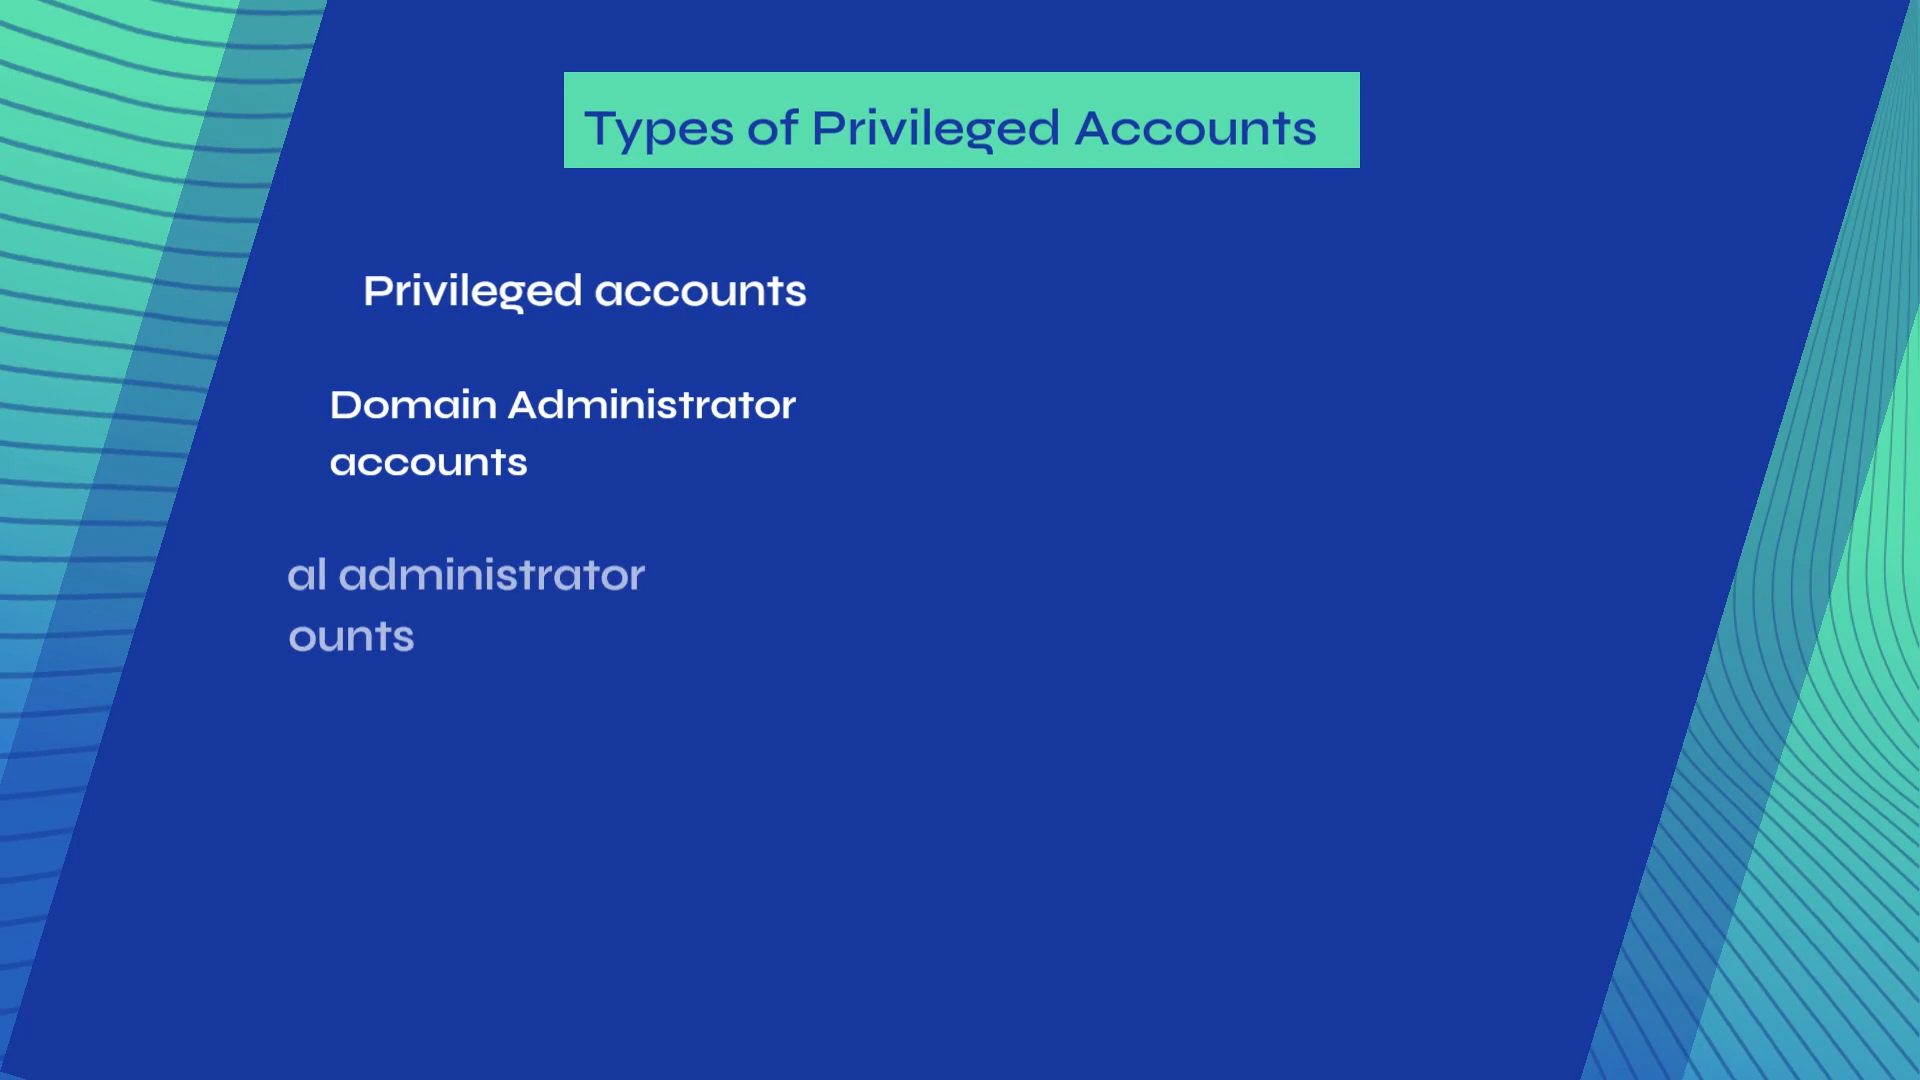 Types of Privileged Accounts
Privileged accounts
Domain Administrator
accounts
al administrator
ounts